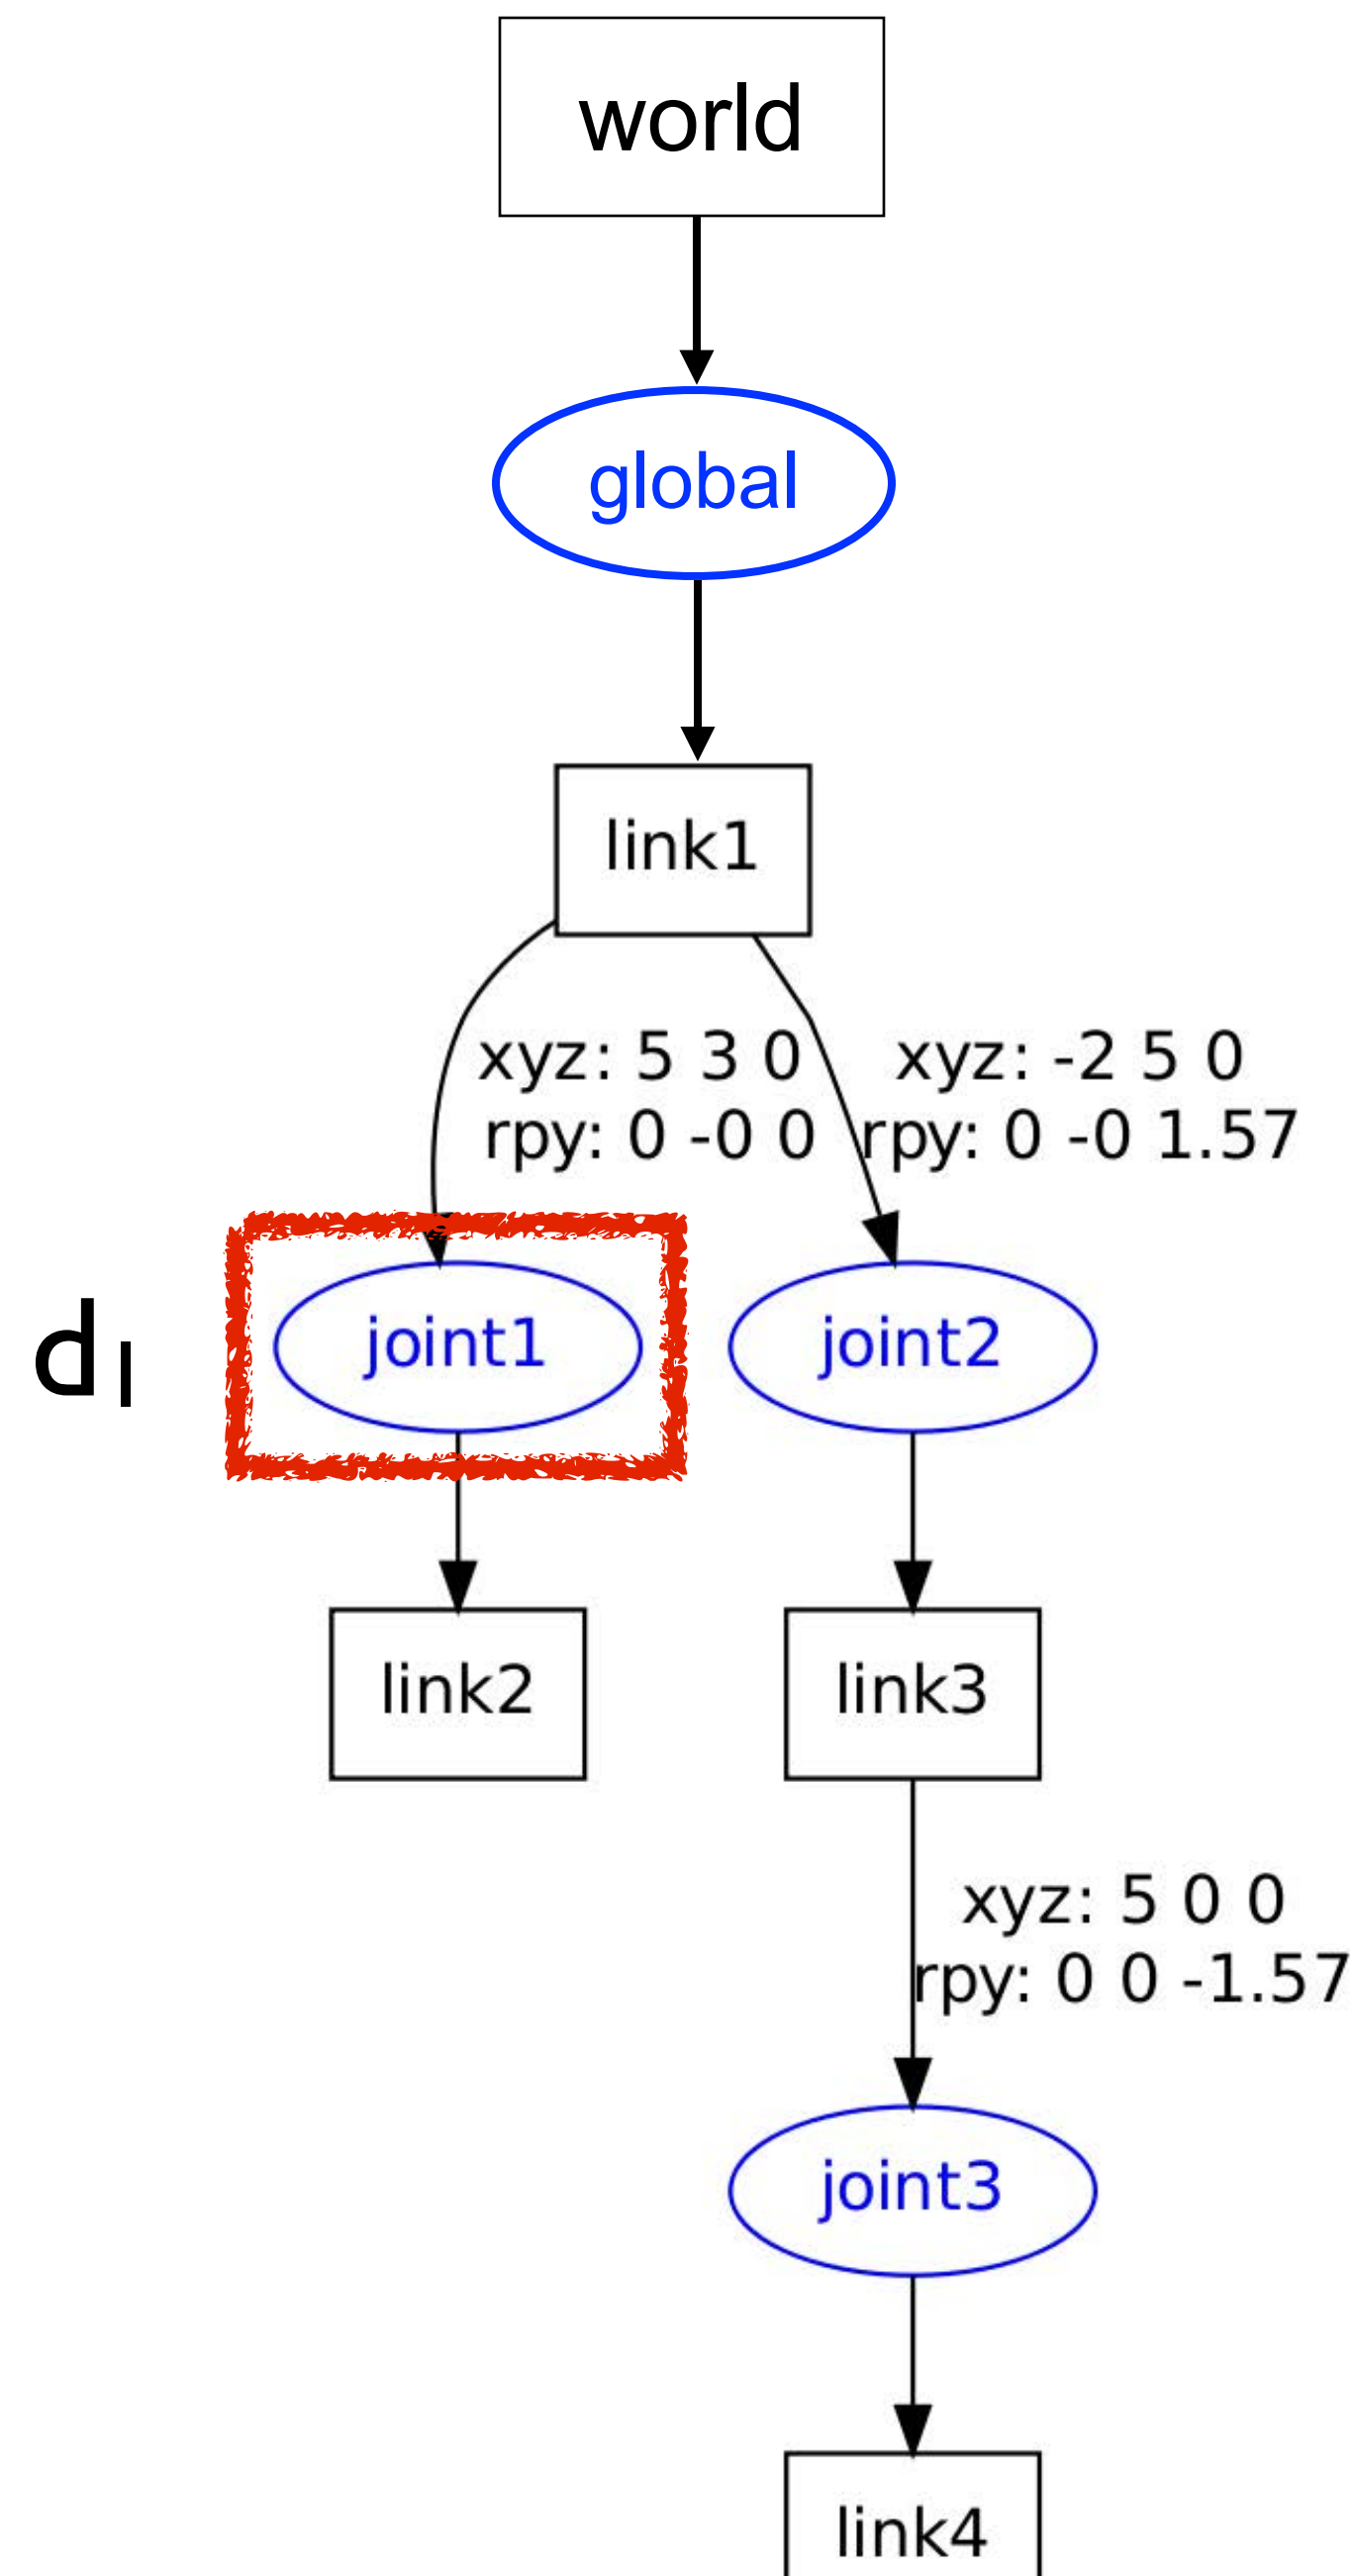 world
global
link1
xyz: 5 3 0
rpy: 0 -0 0
xyz: -2 5 0
rpy: 0 -0 1.57
d₁
joint1
joint2
link2
link3
xyz: 5 0 0
rpy: 0 0 -1.57
joint3
link4